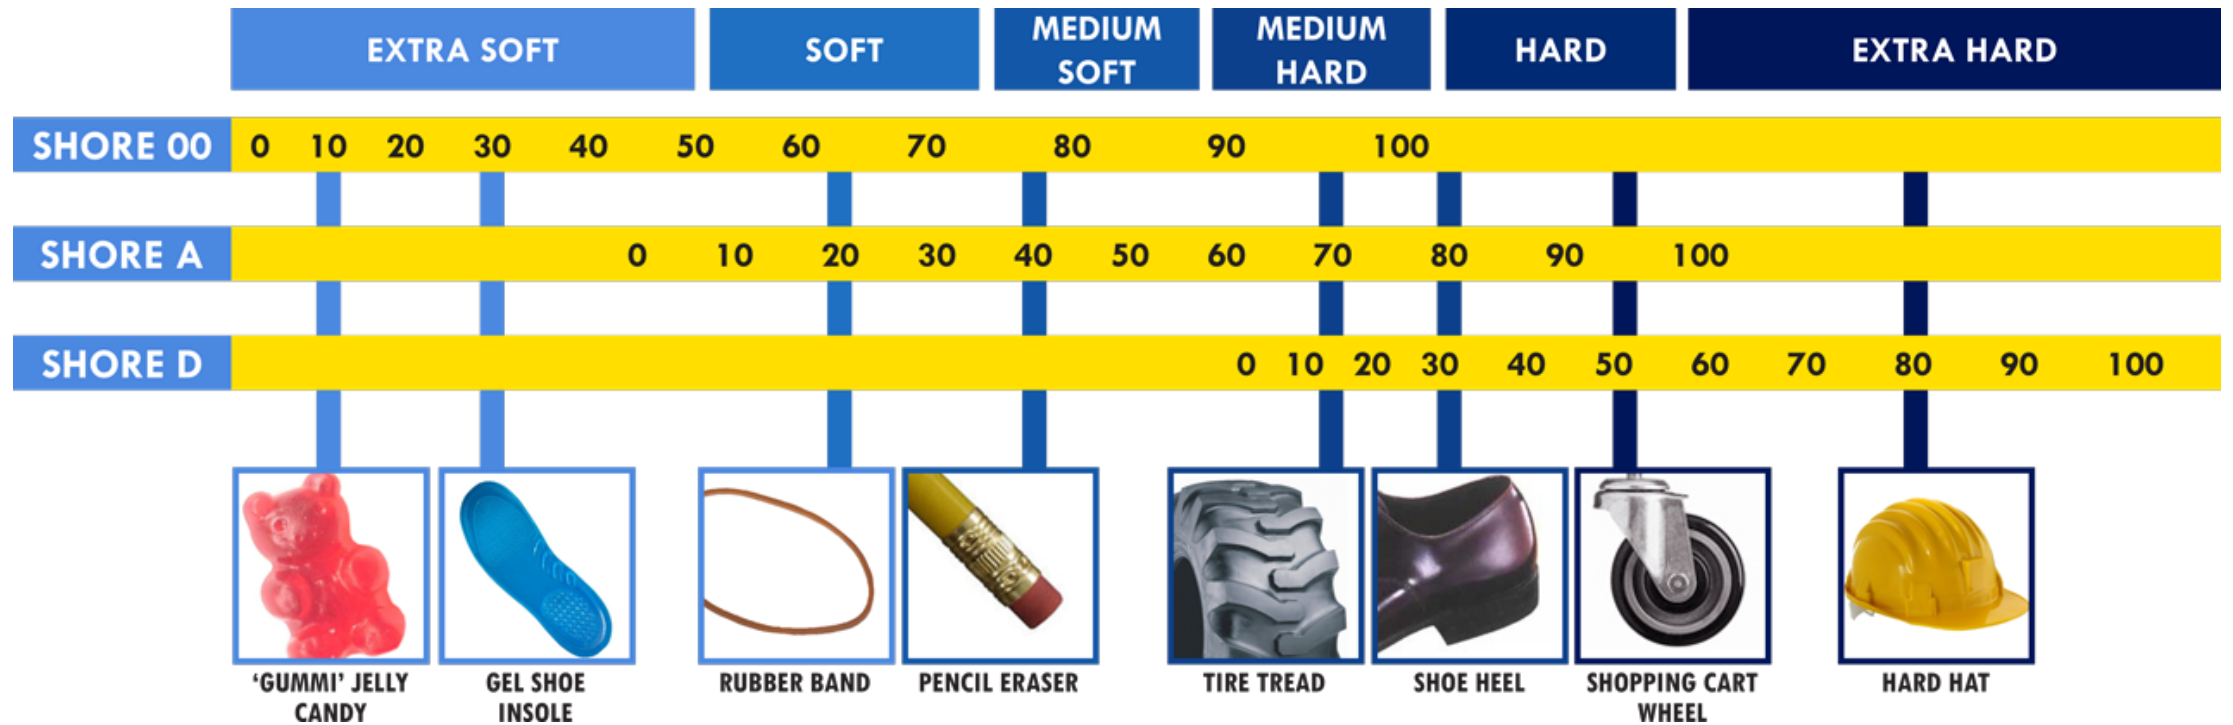 EXTRA SOFT
SOFT
MEDIUM
SOFT
MEDIUM
HARD
HARD
EXTRA HARD
SHORE 00 0 10 20 30 40 50 60 70 80 90 100
SHORE A 0 10 20 30 40 50 60 70 80 90 100
SHORE D 0 10 20 30 40 50 60 70 80 90 100
‘GUMMI’ JELLY
CANDY
GEL SHOE
INSOLE
RUBBER BAND
PENCIL ERASER
TIRE TREAD
SHOE HEEL
SHOPPING CART
WHEEL
HARD HAT